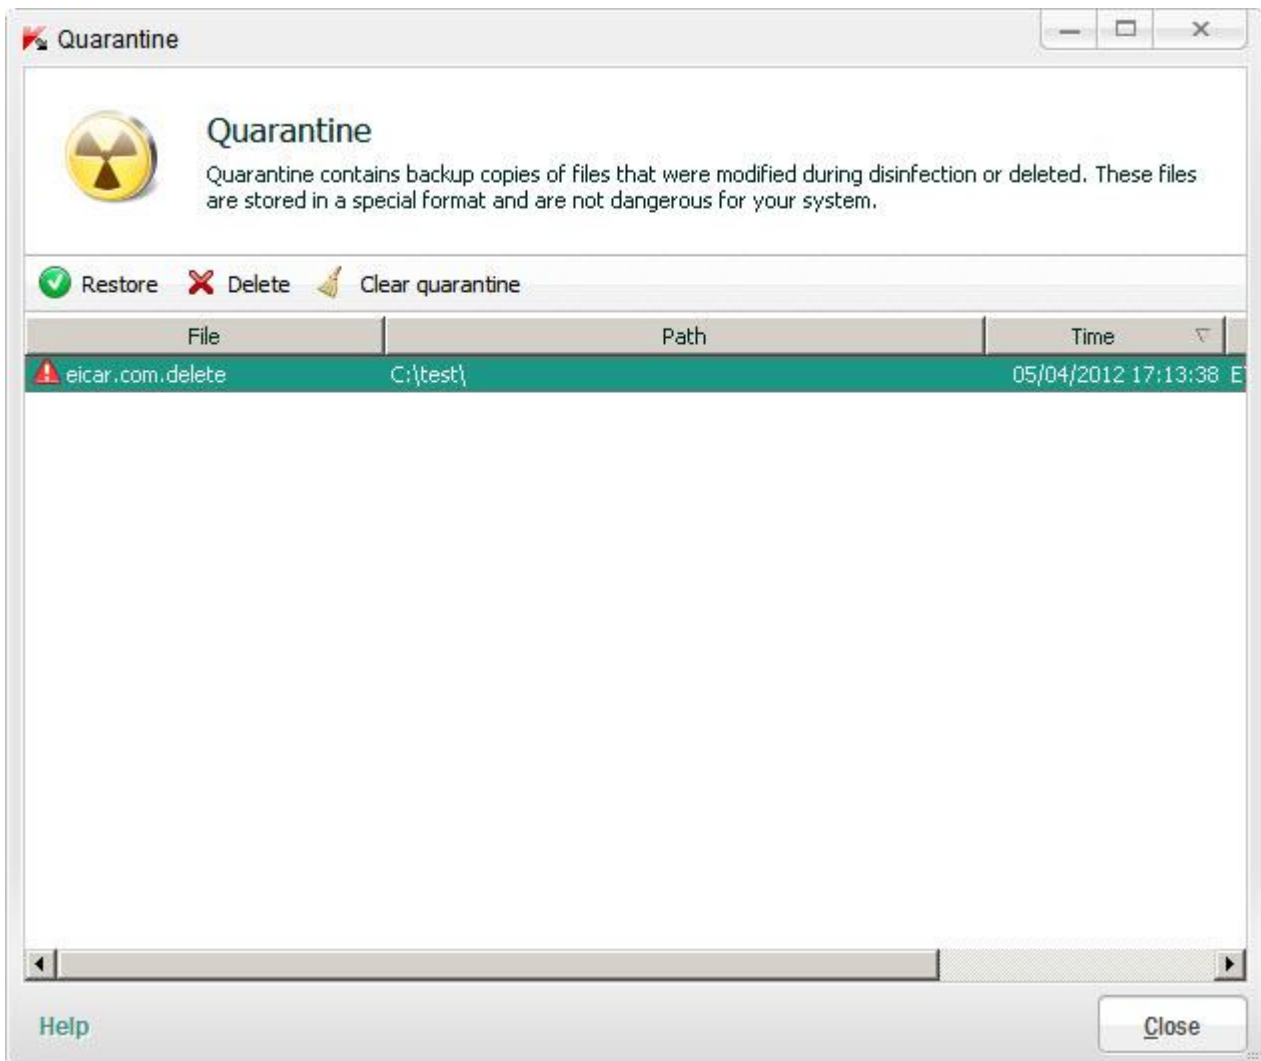 Quarantine
Quarantine
Quarantine contains backup copies of files that were modified during disinfection or deleted. These files
are stored in a special format and are not dangerous for your system.
Restore Delete Clear quarantine
File Path Time
eicar.com.delete C:\test\ 05/04/2012 17:13:38
Help Close